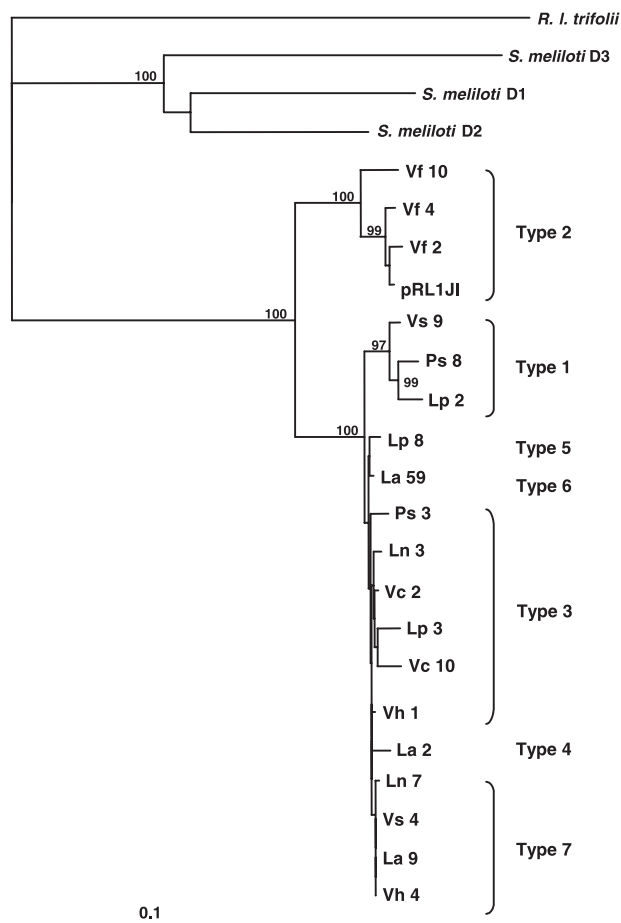 R. l. trifolii
S. meliloti D3
100
S. meliloti D1
S. meliloti D2
Vf 10
100
Vf 4
99
Type 2
Vf 2
pRL1JI
Vs 9
100
97
Ps 8
Type 1
99
Lp 2
100
Lp 8
Type 5
La 59
Type 6
Ps 3
Ln 3
Vc 2
Type 3
Lp 3
Vc 10
Vh 1
La 2
Type 4
Ln 7
Vs 4
Type 7
La 9
Vh 4
0.1